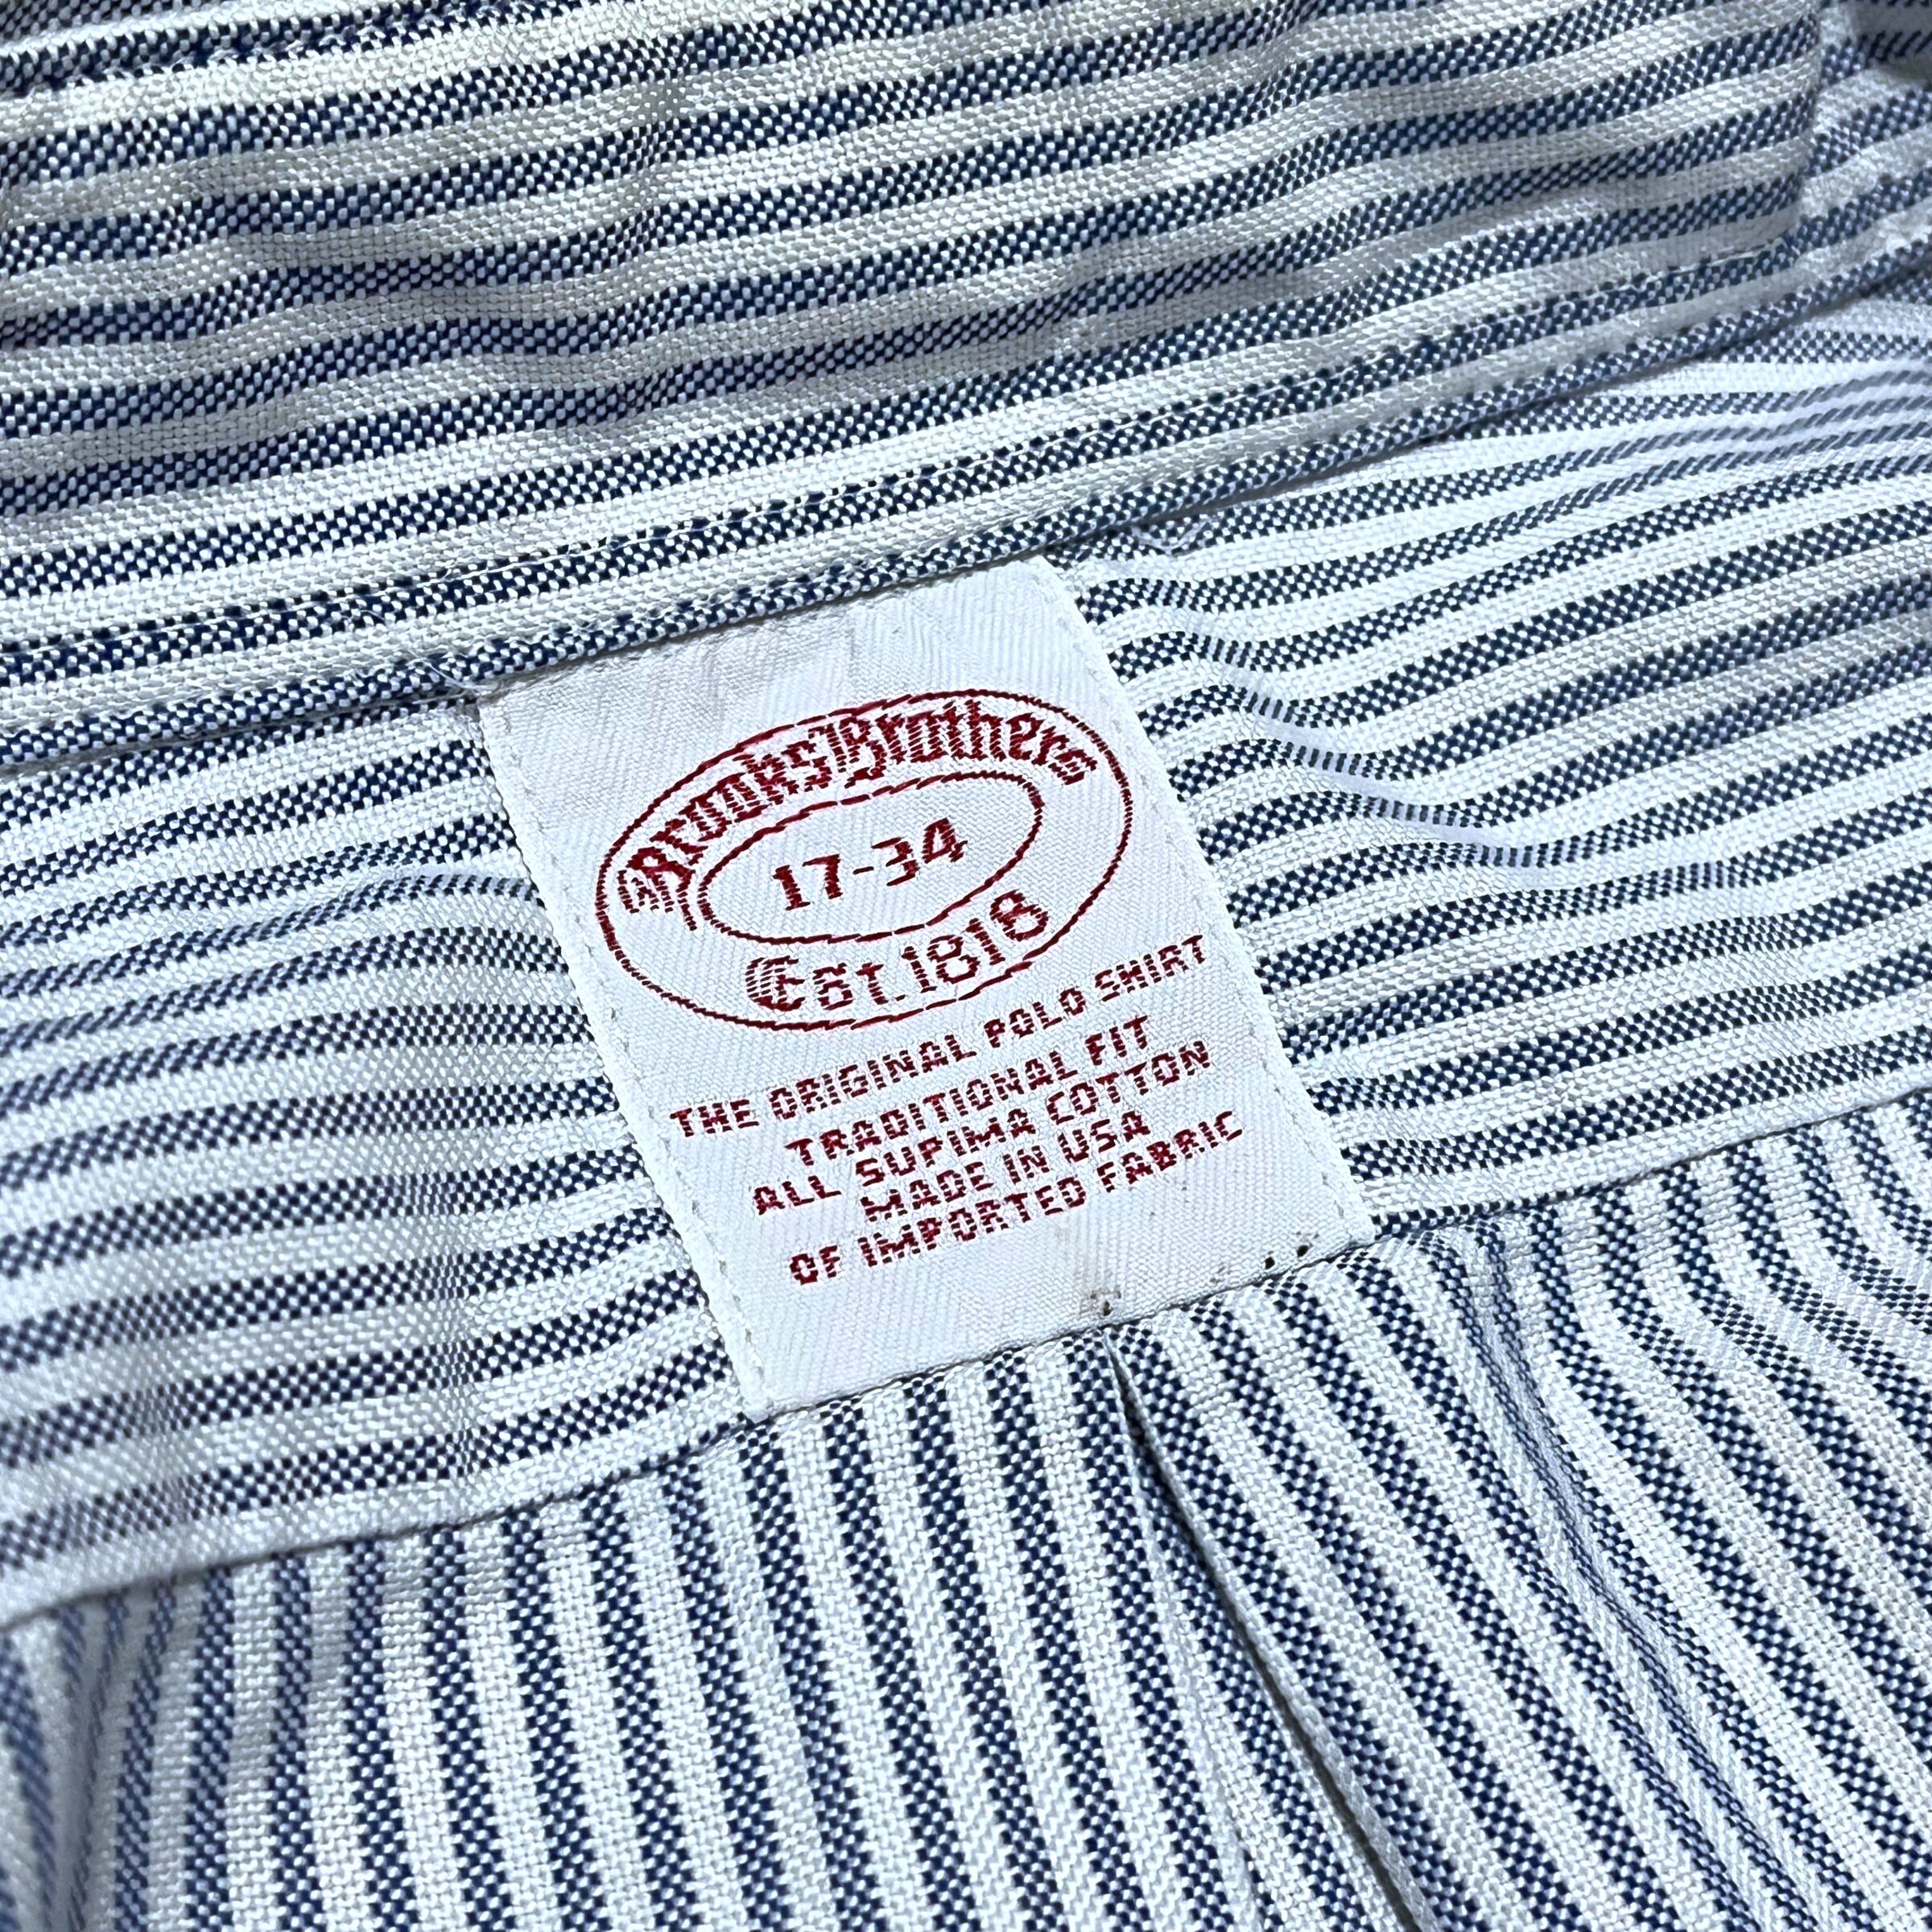 Brooks Brothers
17-34
Est. 1818
THE ORIGINAL POLO SHIRT
TRADITIONAL FIT
ALL SUPIMA COTTON
MADE IN USA
OF IMPORTED FABRIC